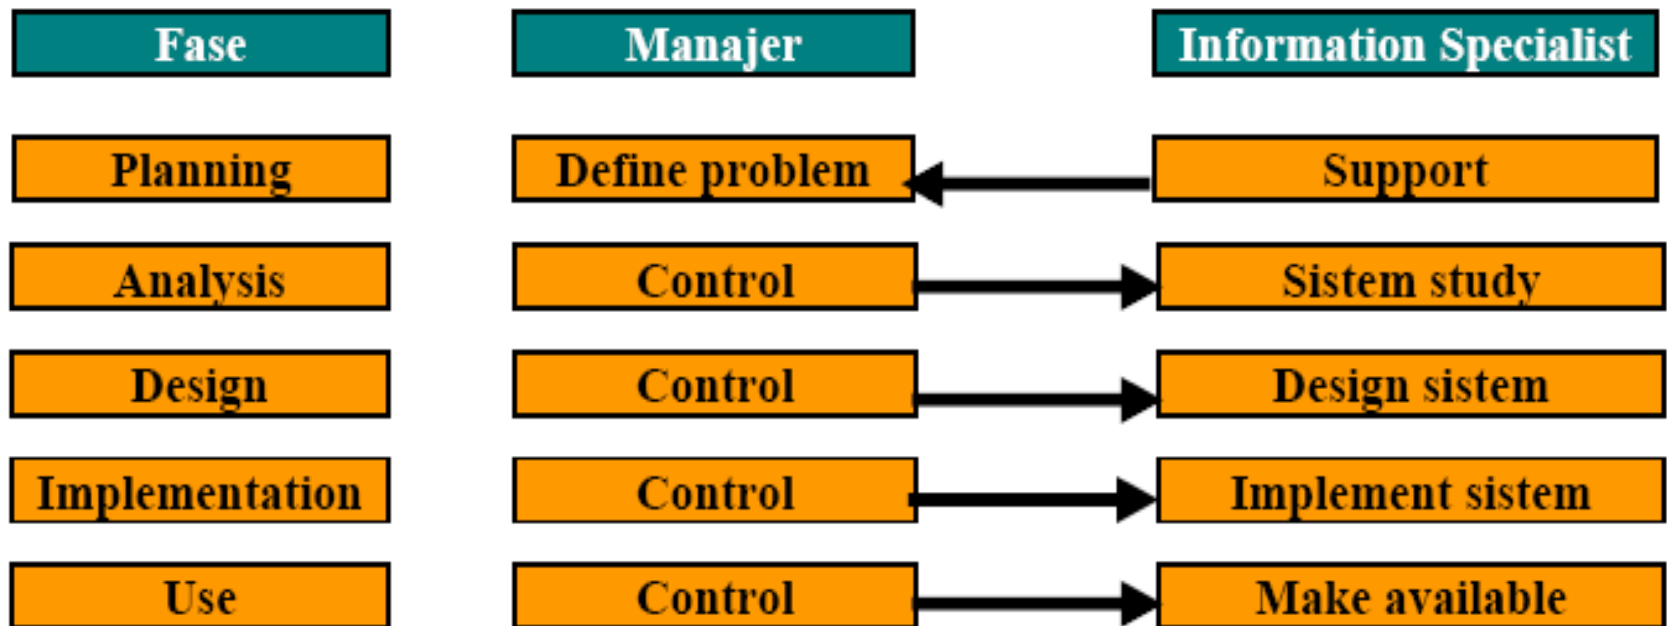 Fase
Manajer
Information Specialist
Planning
Define problem
Support
Analysis
Control
Sistem study
Design
Control
Design sistem
Implementation
Control
Implement sistem
Use
Control
Make available